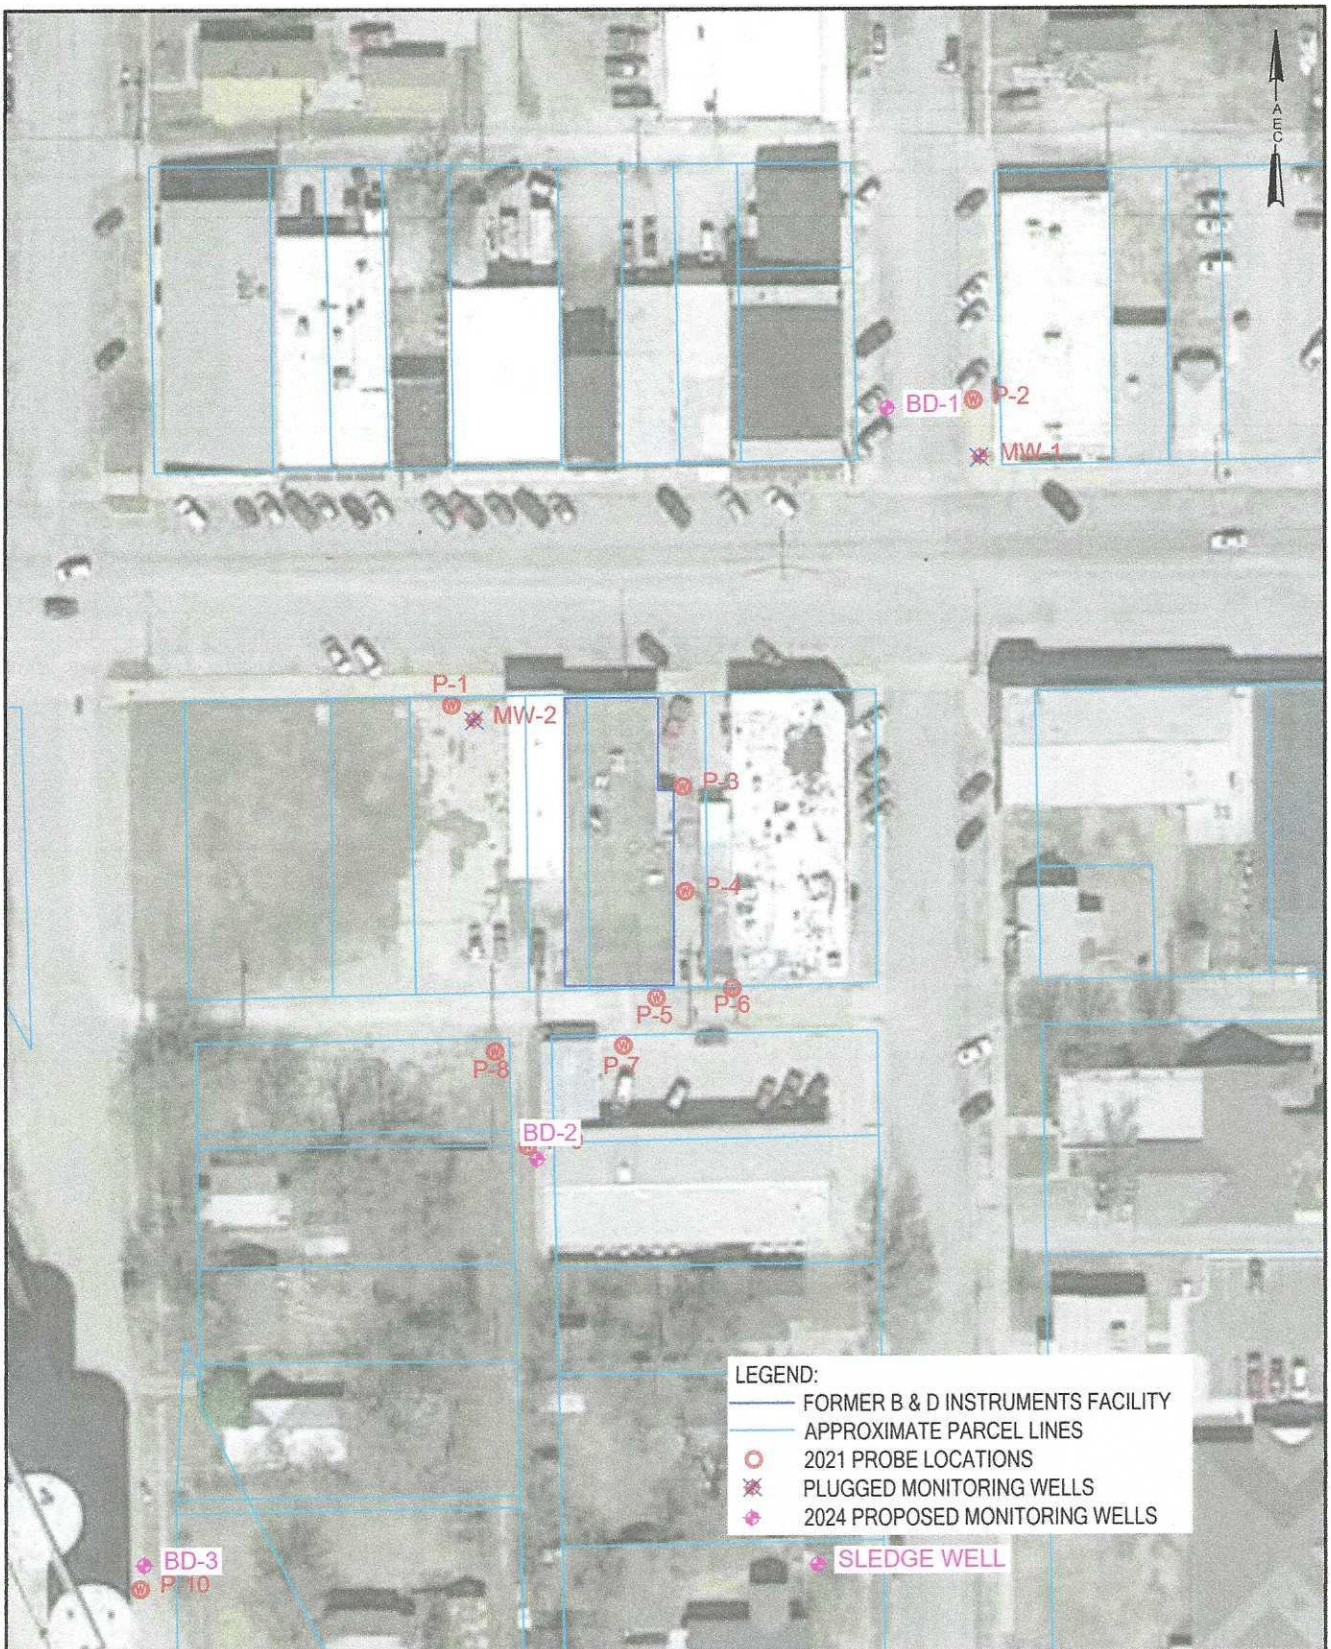 AEC
BD-1
P-2
MW-1
P-1
MW-2
P-3
P-4
P-5
P-6
P-8
P-7
BD-2
LEGEND:
FORMER B & D INSTRUMENTS FACILITY
APPROXIMATE PARCEL LINES
2021 PROBE LOCATIONS
PLUGGED MONITORING WELLS
2024 PROPOSED MONITORING WELLS
BD-3
P-10
SLEDGE WELL